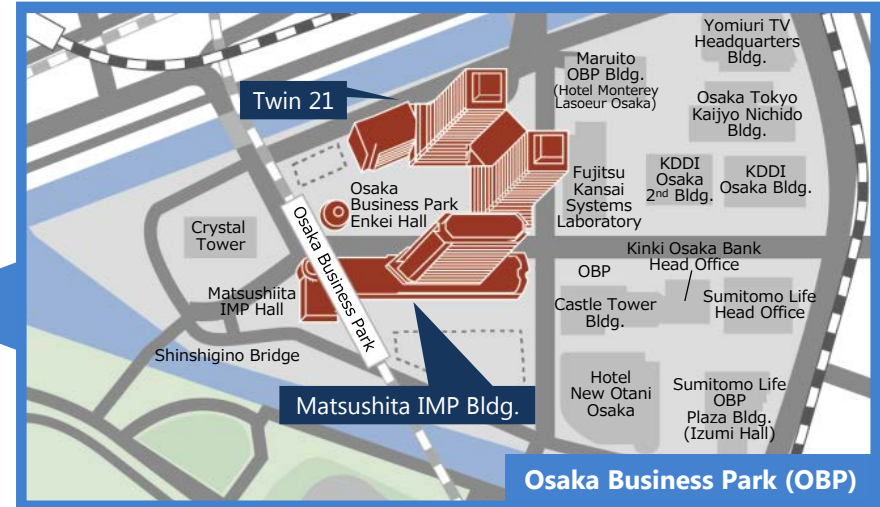 Yomiuri TV
Headquarters
Bldg.
Maruito
OBP Bldg.
(Hotel Monterey
Lasoeur Osaka)
Twin 21
Osaka Tokyo
Kaijyo Nichido
Bldg.
Fujitsu
Kansai
Systems
Laboratory
KDDI
Osaka
2nd Bldg.
KDDI
Osaka Bldg.
Osaka
Business Park
Enkei Hall
Crystal
Tower
Osaka Business Park
Kinki Osaka Bank
Head Office
OBP
Castle Tower
Bldg.
Sumitomo Life
Head Office
Matsushiita
IMP Hall
Shinshigino Bridge
Matsushita IMP Bldg.
Hotel
New Otani
Osaka
Sumitomo Life
OBP
Plaza Bldg.
(Izumi Hall)
Osaka Business Park (OBP)